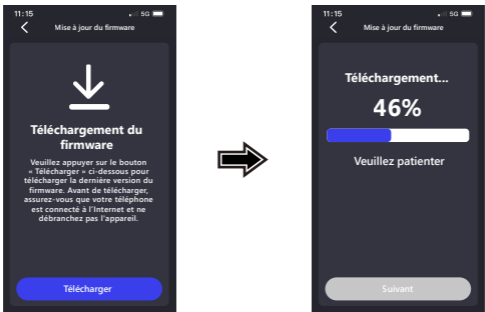 11:15
5G
Mise à jour du firmware
Téléchargement du
firmware
Veuillez appuyer sur le bouton
« Télécharger » ci-dessous pour
télécharger la dernière version du
firmware. Avant de télécharger,
assurez-vous que votre téléphone
est connecté à l'Internet et ne
débranchez pas l'appareil.
Télécharger
11:15
5G
Mise à jour du firmware
Téléchargement...
46%
Veuillez patienter
Suivant